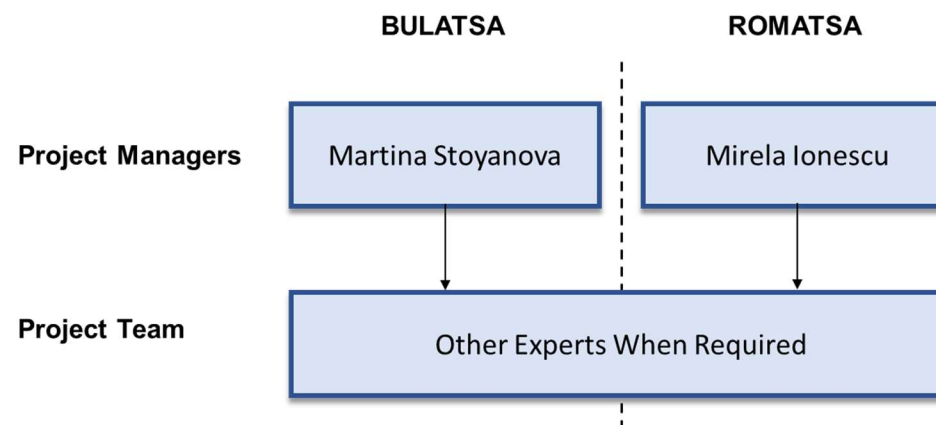 BULATSA
ROMATSA
Project Managers
Martina Stoyanova
Mirela Ionescu
Project Team
Other Experts When Required